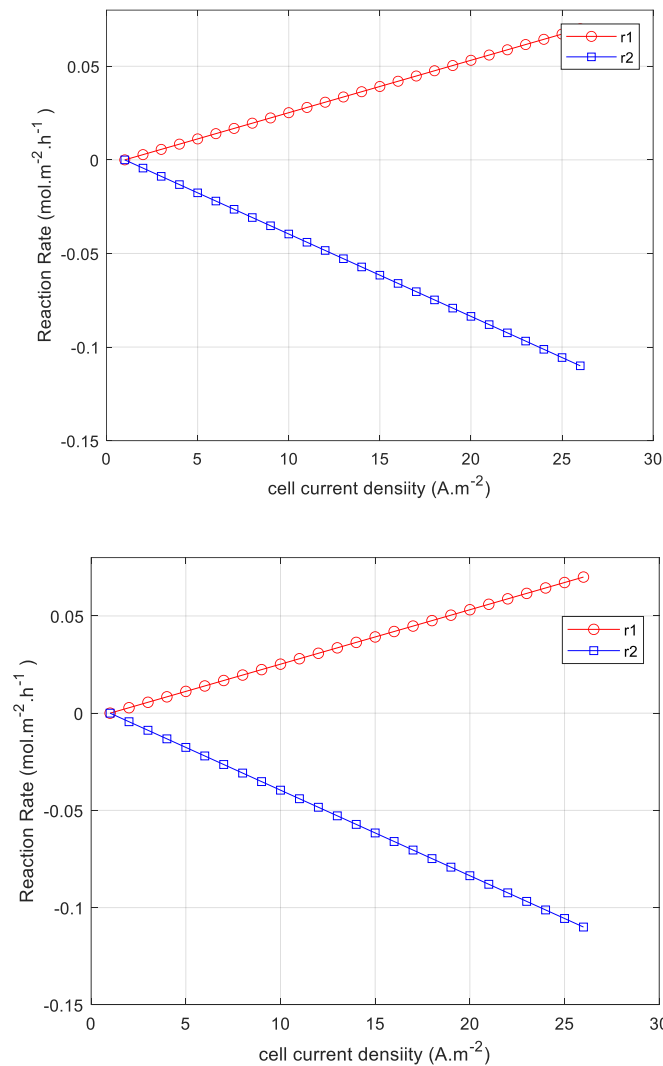 0.05
0
-0.05
-0.1
-0.15
Reaction Rate (mol.m⁻².h⁻¹ )
r1
r2
0 5 10 15 20 25 30
cell current densiity (A.m⁻²)
0.05
0
-0.05
-0.1
-0.15
Reaction Rate (mol.m⁻².h⁻¹ )
r1
r2
0 5 10 15 20 25 30
cell current densiity (A.m⁻²)